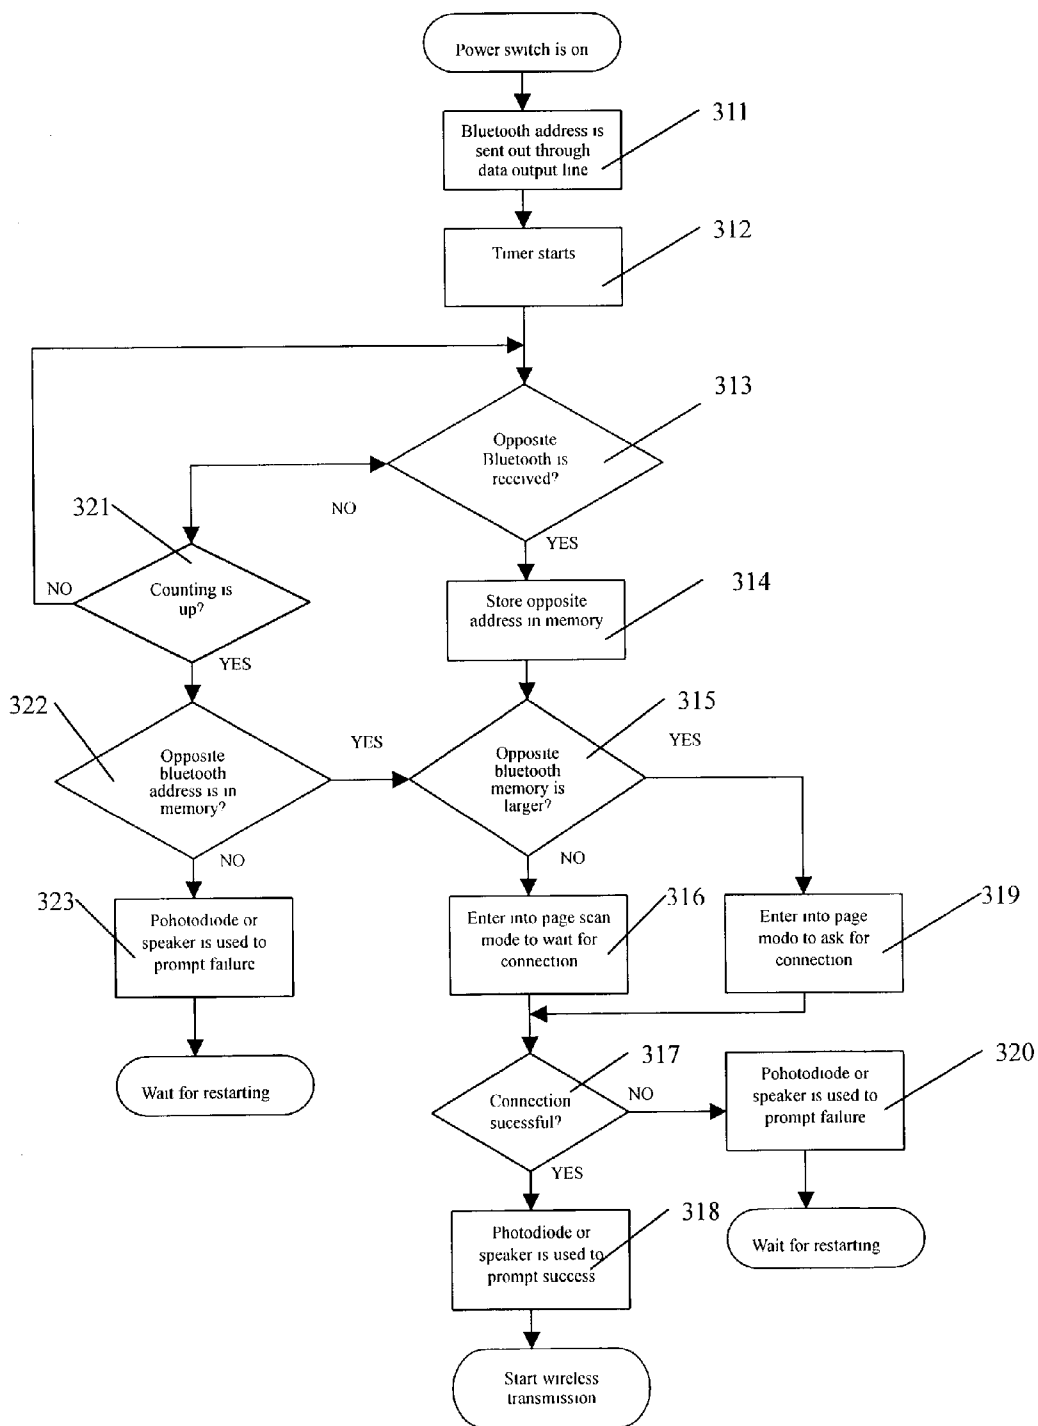 Power switch is on
311
Bluetooth address is
sent out through
data output line
312
Timer starts
313
Opposite
Bluetooth is
received?
NO
YES
321
Counting is
up?
NO
YES
314
Store opposite
address in memory
322
Opposite
bluetooth
address is in
memory?
YES
NO
315
Opposite
bluetooth
memory is
larger?
YES
NO
323
Pohotodiode or
speaker is used to
prompt failure
316
Enter into page scan
mode to wait for
connection
319
Enter into page
modo to ask for
connection
Wait for restarting
317
Connection
sucessful?
NO
YES
320
Pohotodiode or
speaker is used to
prompt failure
318
Photodiode or
speaker is used to
prompt success
Wait for restarting
Start wireless
transmission